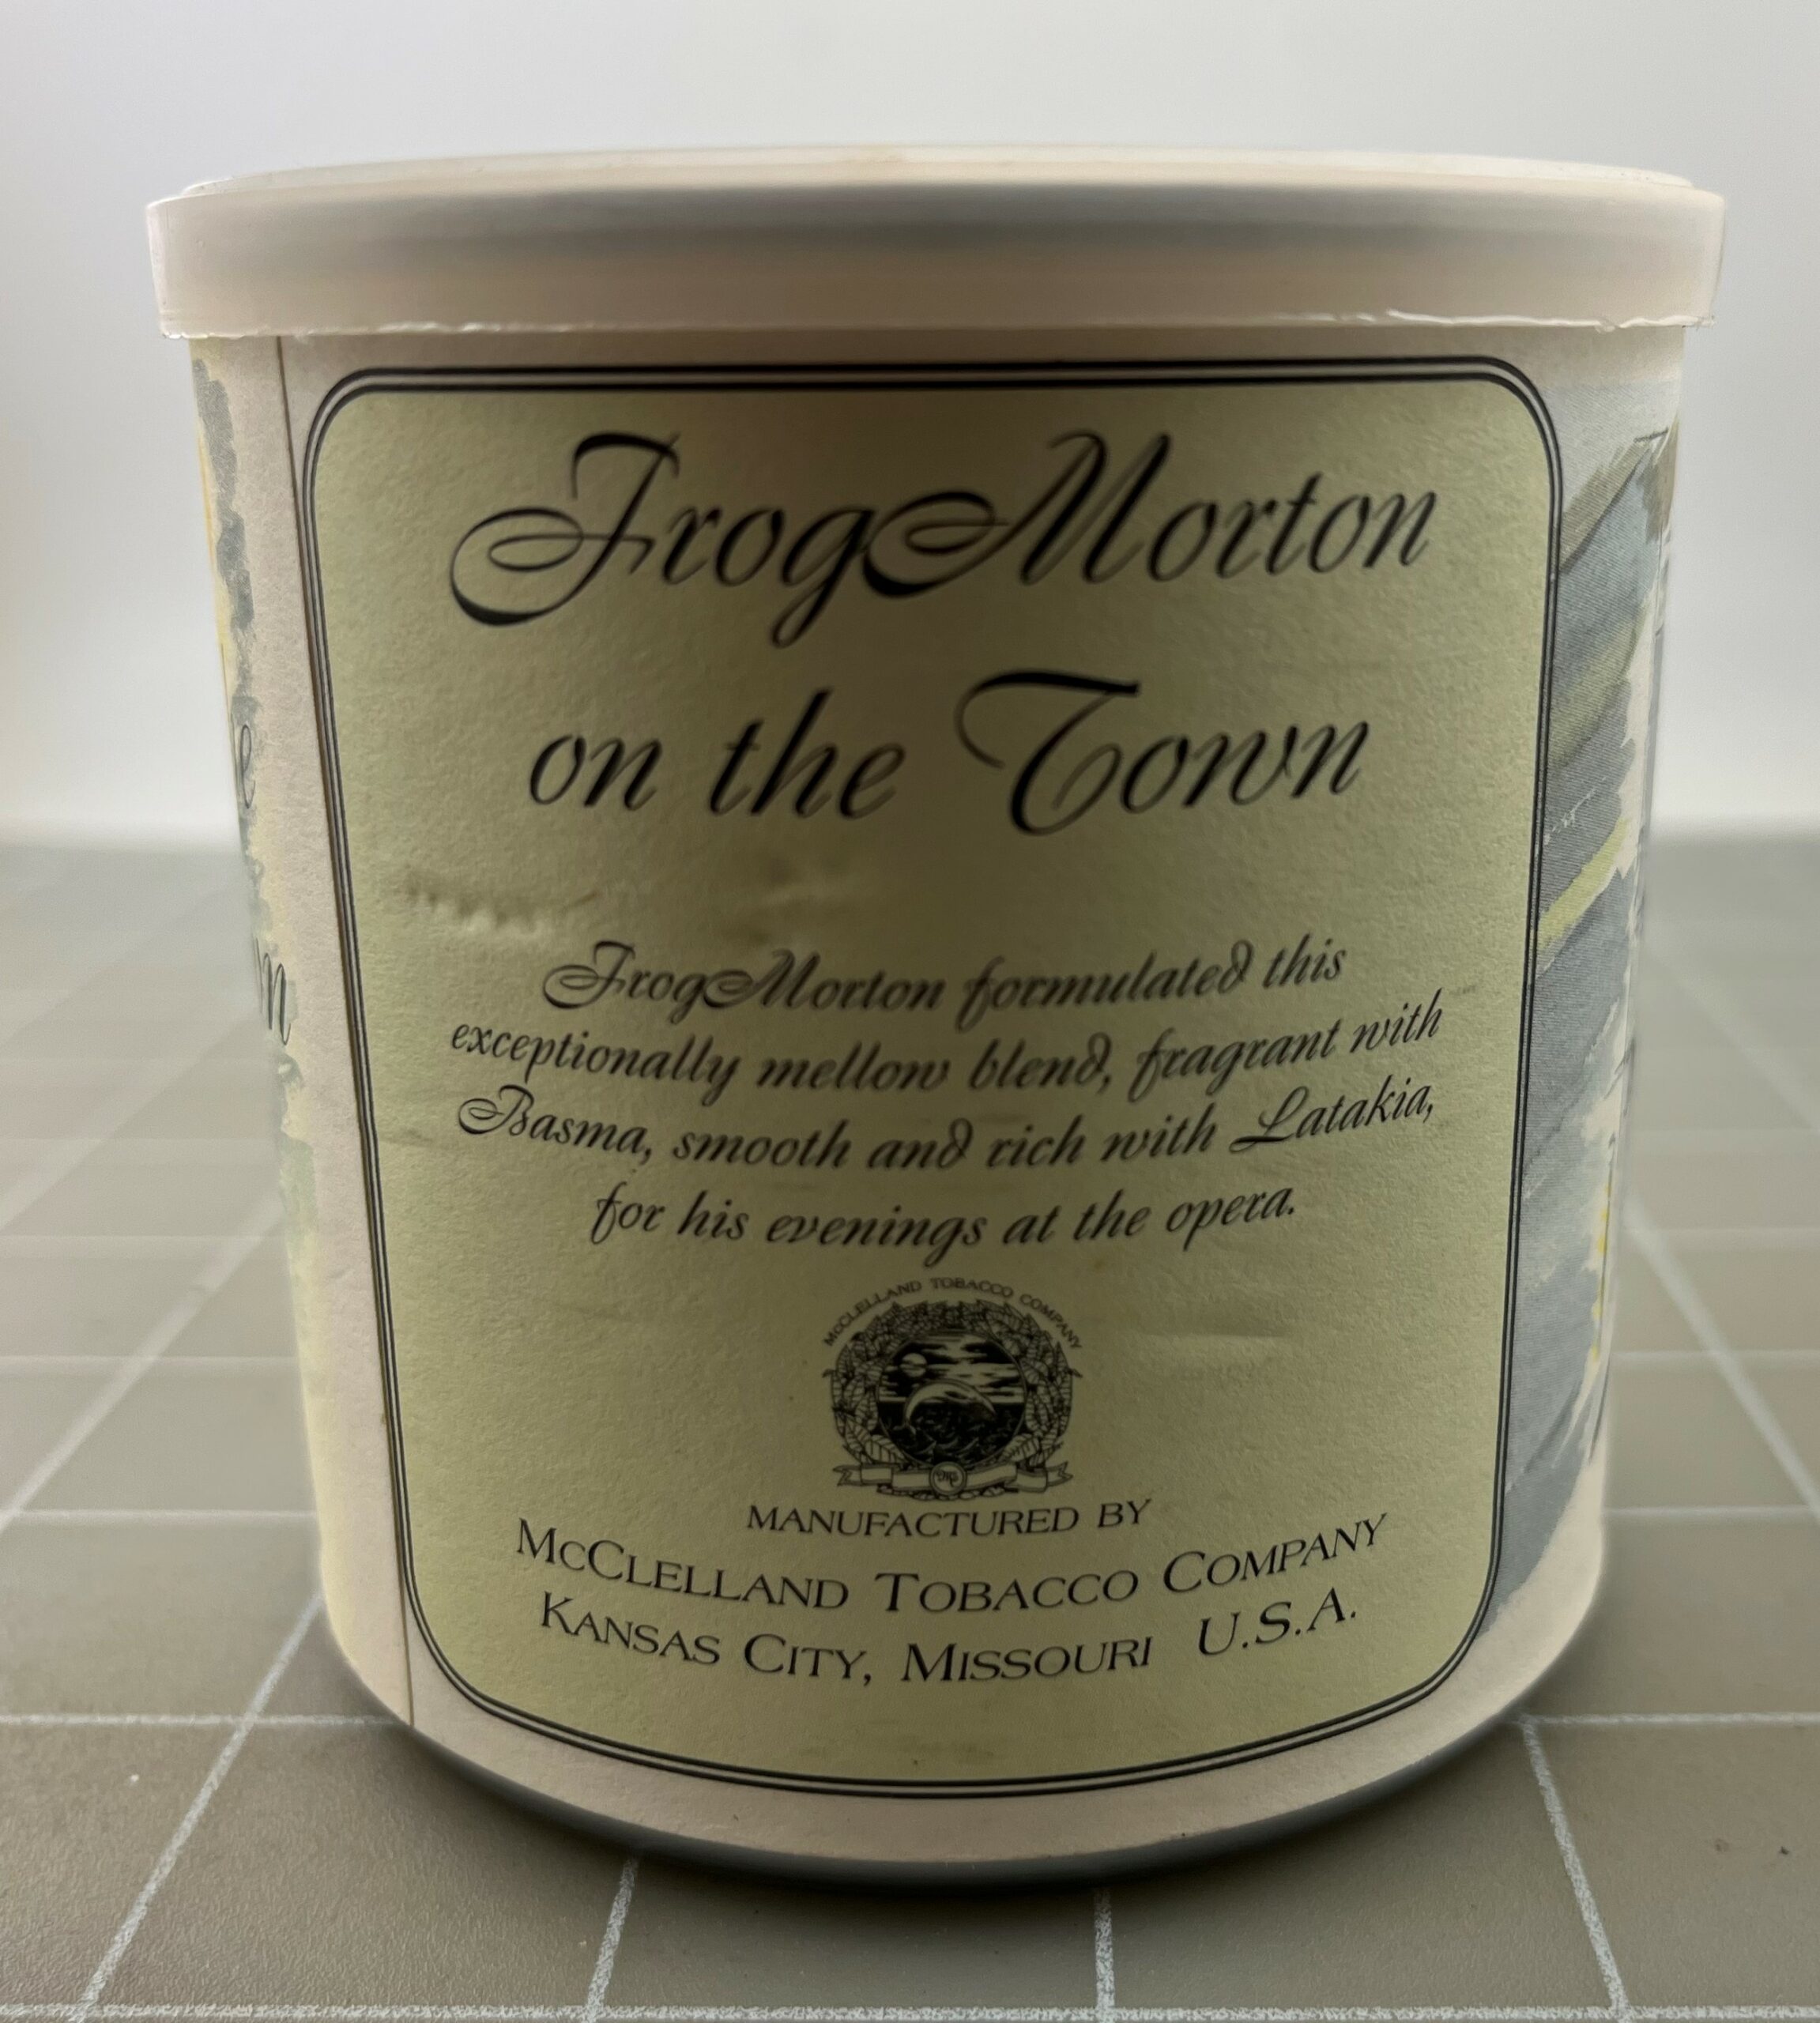 FrogMorton
on the Town
FrogMorton formulated this
exceptionally mellow blend, fragrant with
Basma, smooth and rich with Latakia,
for his evenings at the opera.
McCLELLAND TOBACCO COMPANY
MANUFACTURED BY
McCLELLAND TOBACCO COMPANY
KANSAS CITY, MISSOURI U.S.A.